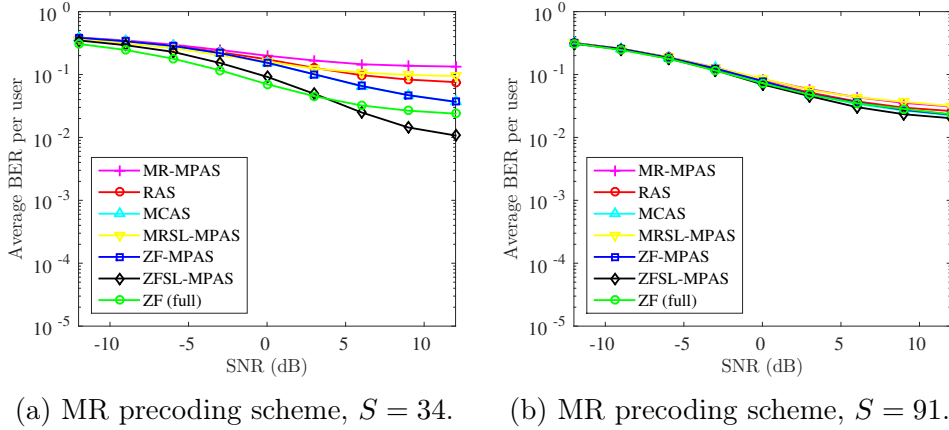 10 0
10 -1
10 -2
10 -3
10 -4
10 -5
Average BER per user
MR-MPAS
RAS
MCAS
MRSL-MPAS
ZF-MPAS
ZFSL-MPAS
ZF (full)
-10 -5 0 5 10
SNR (dB)
(a) MR precoding scheme, S = 34.
10 0
10 -1
10 -2
10 -3
10 -4
10 -5
Average BER per user
MR-MPAS
RAS
MCAS
MRSL-MPAS
ZF-MPAS
ZFSL-MPAS
ZF (full)
-10 -5 0 5 10
SNR (dB)
(b) MR precoding scheme, S = 91.